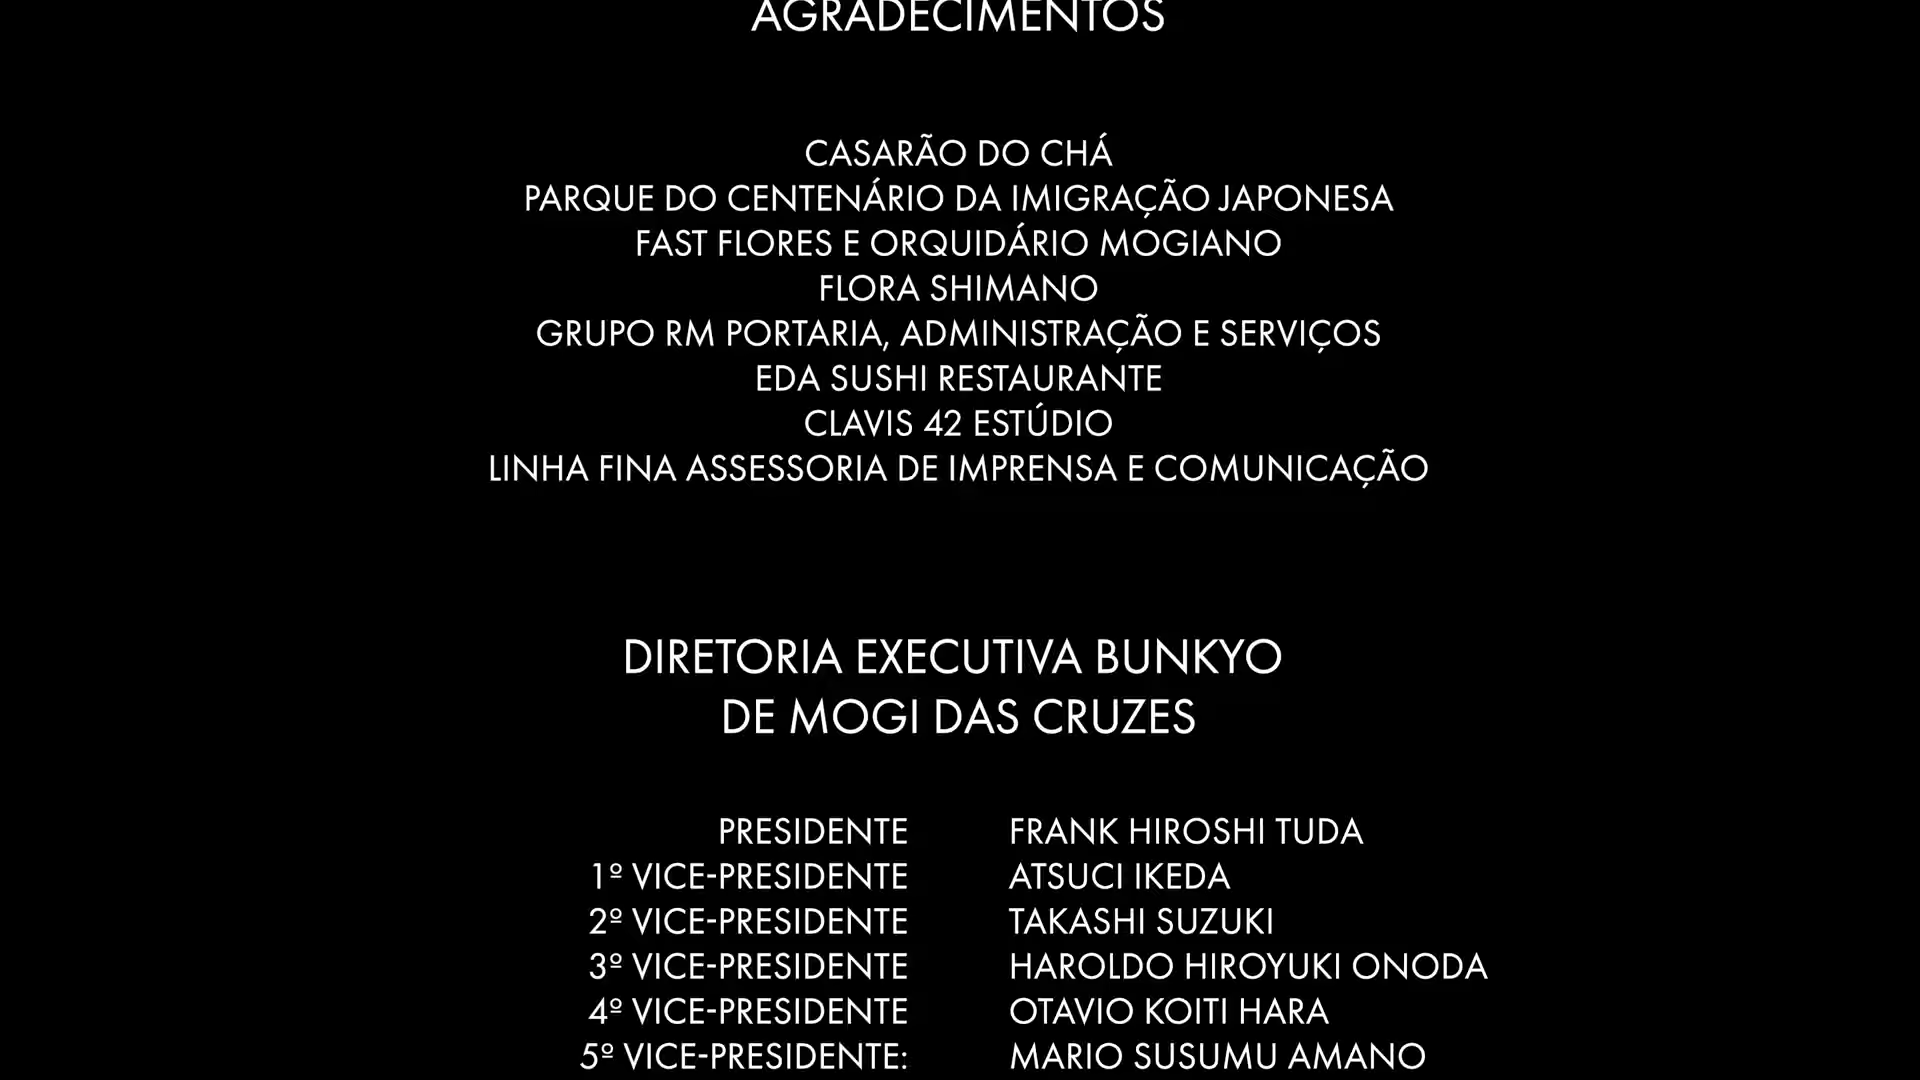 AGRADECIMENTOS
CASARÃO DO CHÁ
PARQUE DO CENTENÁRIO DA IMIGRAÇÃO JAPONESA
FAST FLORES E ORQUIDÁRIO MOGIANO
FLORA SHIMANO
GRUPO RM PORTARIA, ADMINISTRAÇÃO E SERVIÇOS
EDA SUSHI RESTAURANTE
CLAVIS 42 ESTÚDIO
LINHA FINA ASSESSORIA DE IMPRENSA E COMUNICAÇÃO
DIRETORIA EXECUTIVA BUNKYO
DE MOGI DAS CRUZES
PRESIDENTE FRANK HIROSHI TUDA
1º VICE-PRESIDENTE ATSUCI IKEDA
2º VICE-PRESIDENTE TAKASHI SUZUKI
3º VICE-PRESIDENTE HAROLDO HIROYUKI ONODA
4º VICE-PRESIDENTE OTAVIO KOITI HARA
5º VICE-PRESIDENTE: MARIO SUSUMU AMANO